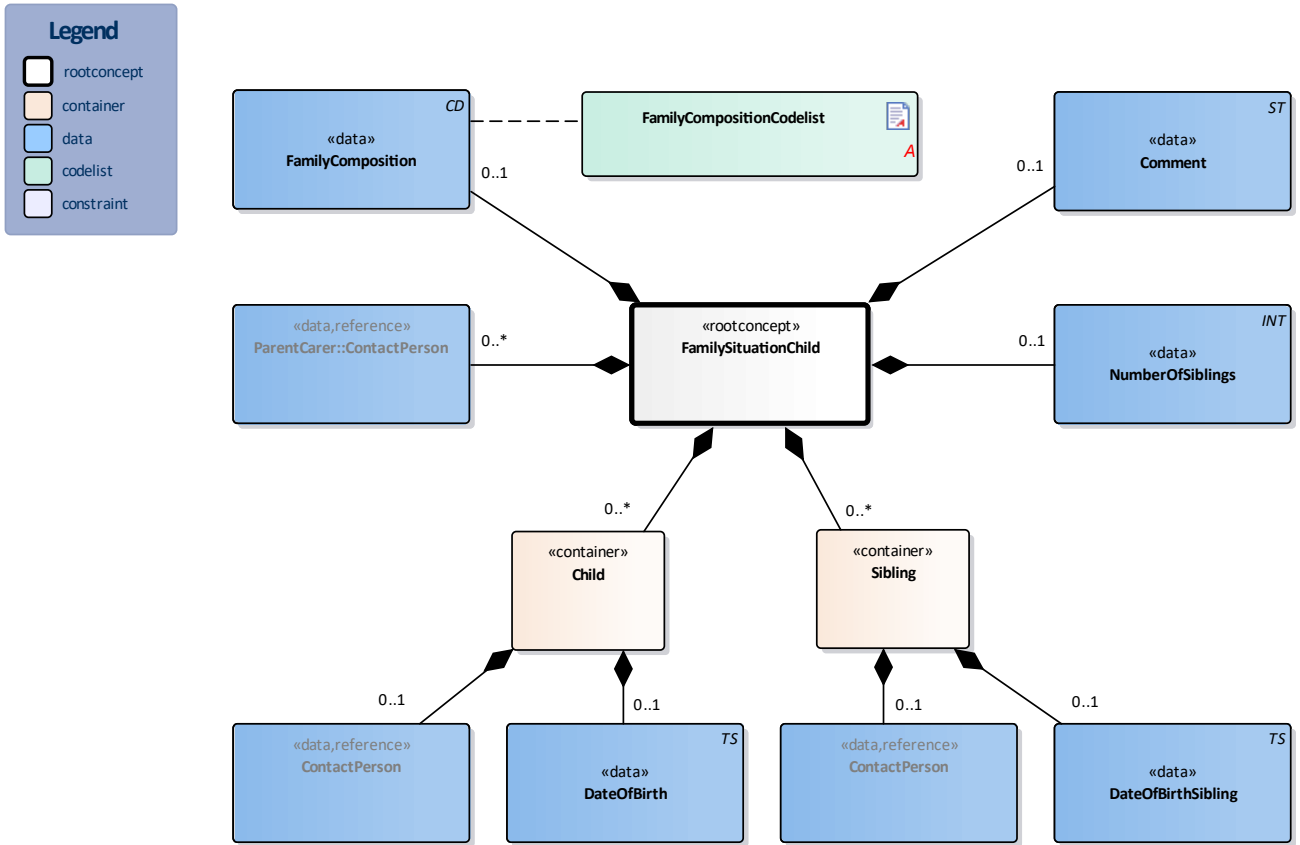 Legend
rootconcept
container
data
codelist
constraint
CD
«data»
FamilyComposition
0..1
FamilyCompositionCodelist
A
ST
«data»
Comment
0..1
«data,reference»
ParentCarer::ContactPerson
0..*
«rootconcept»
FamilySituationChild
INT
«data»
NumberOfSiblings
0..1
0..*
0..*
«container»
Child
«container»
Sibling
0..1
0..1
0..1
0..1
«data,reference»
ContactPerson
TS
«data»
DateOfBirth
«data,reference»
ContactPerson
TS
«data»
DateOfBirthSibling